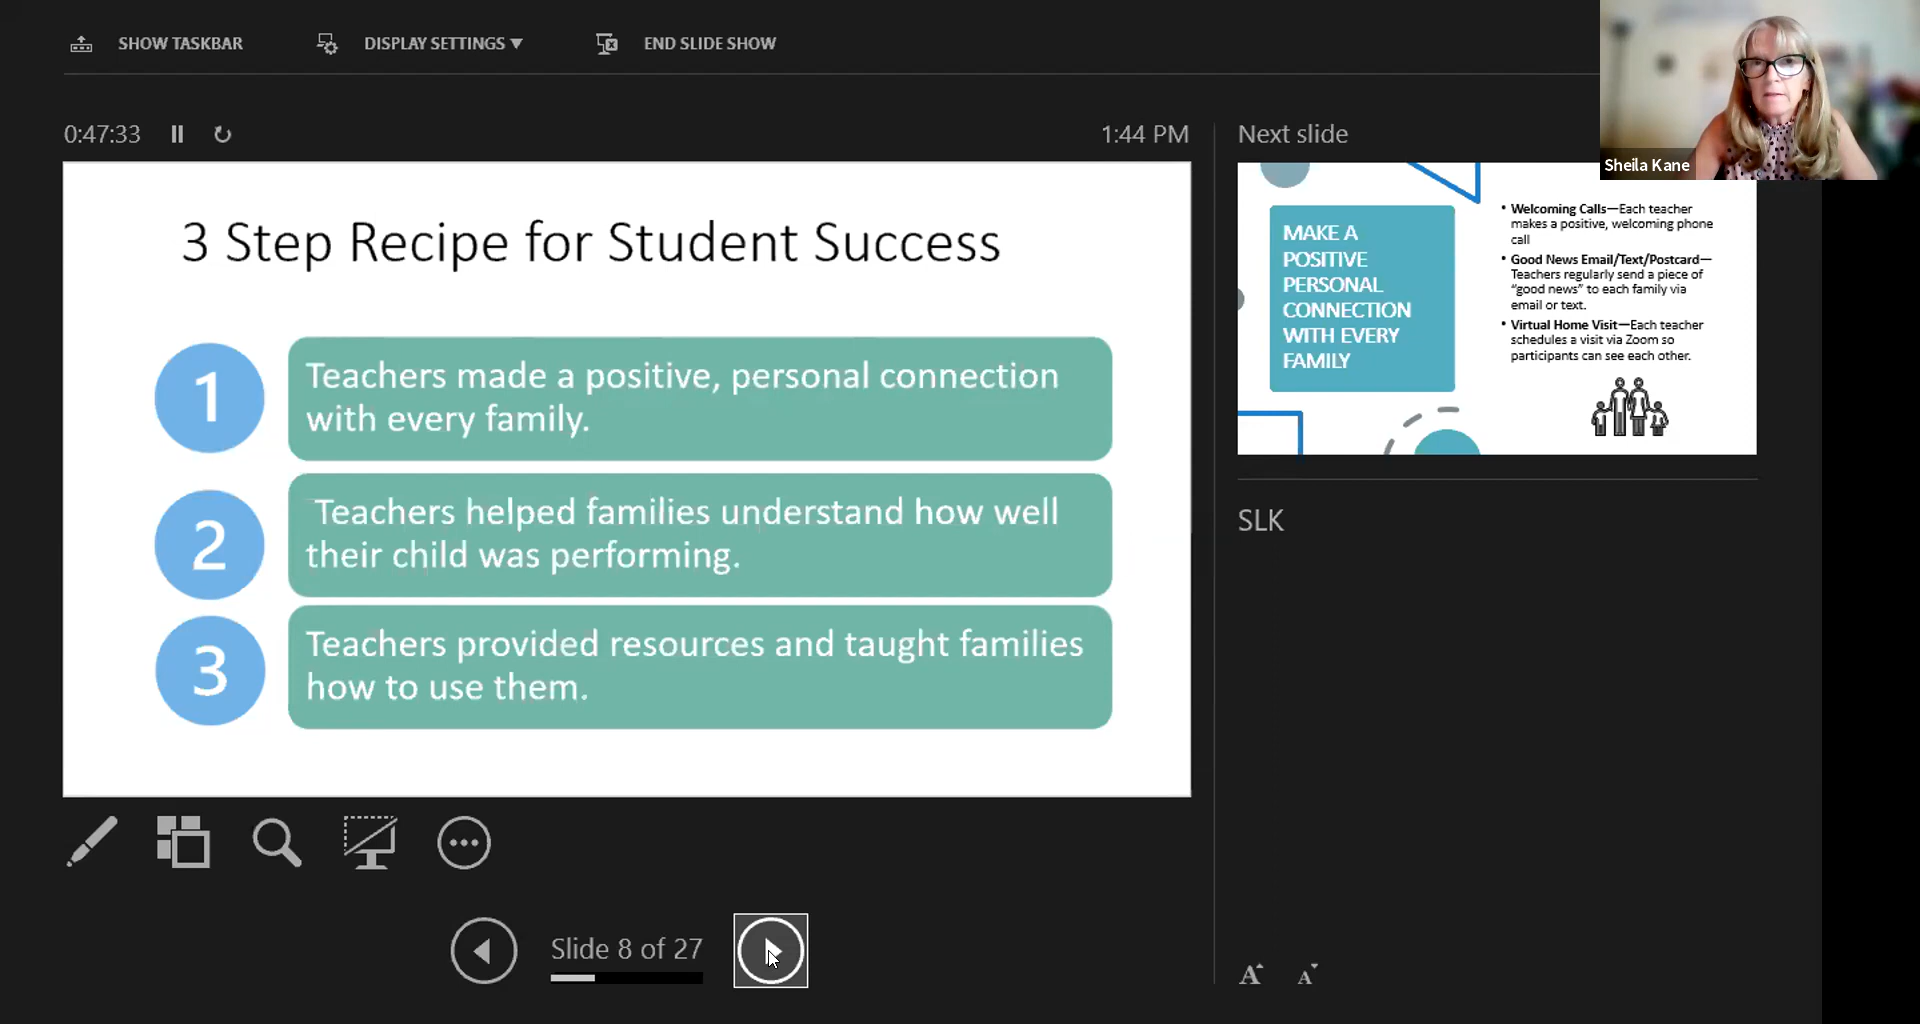 SHOW TASKBAR
DISPLAY SETTINGS ▼
END SLIDE SHOW
Sheila Kane
0:47:33
1:44 PM
Next slide
3 Step Recipe for Student Success
1
Teachers made a positive, personal connection
with every family.
2
Teachers helped families understand how well
their child was performing.
3
Teachers provided resources and taught families
how to use them.
MAKE A
POSITIVE
PERSONAL
CONNECTION
WITH EVERY
FAMILY
• Welcoming Calls—Each teacher
makes a positive, welcoming phone
call
• Good News Email/Text/Postcard—
Teachers regularly send a piece of
“good news” to each family via
email or text.
• Virtual Home Visit—Each teacher
schedules a visit via Zoom so
participants can see each other.
SLK
Slide 8 of 27
A A